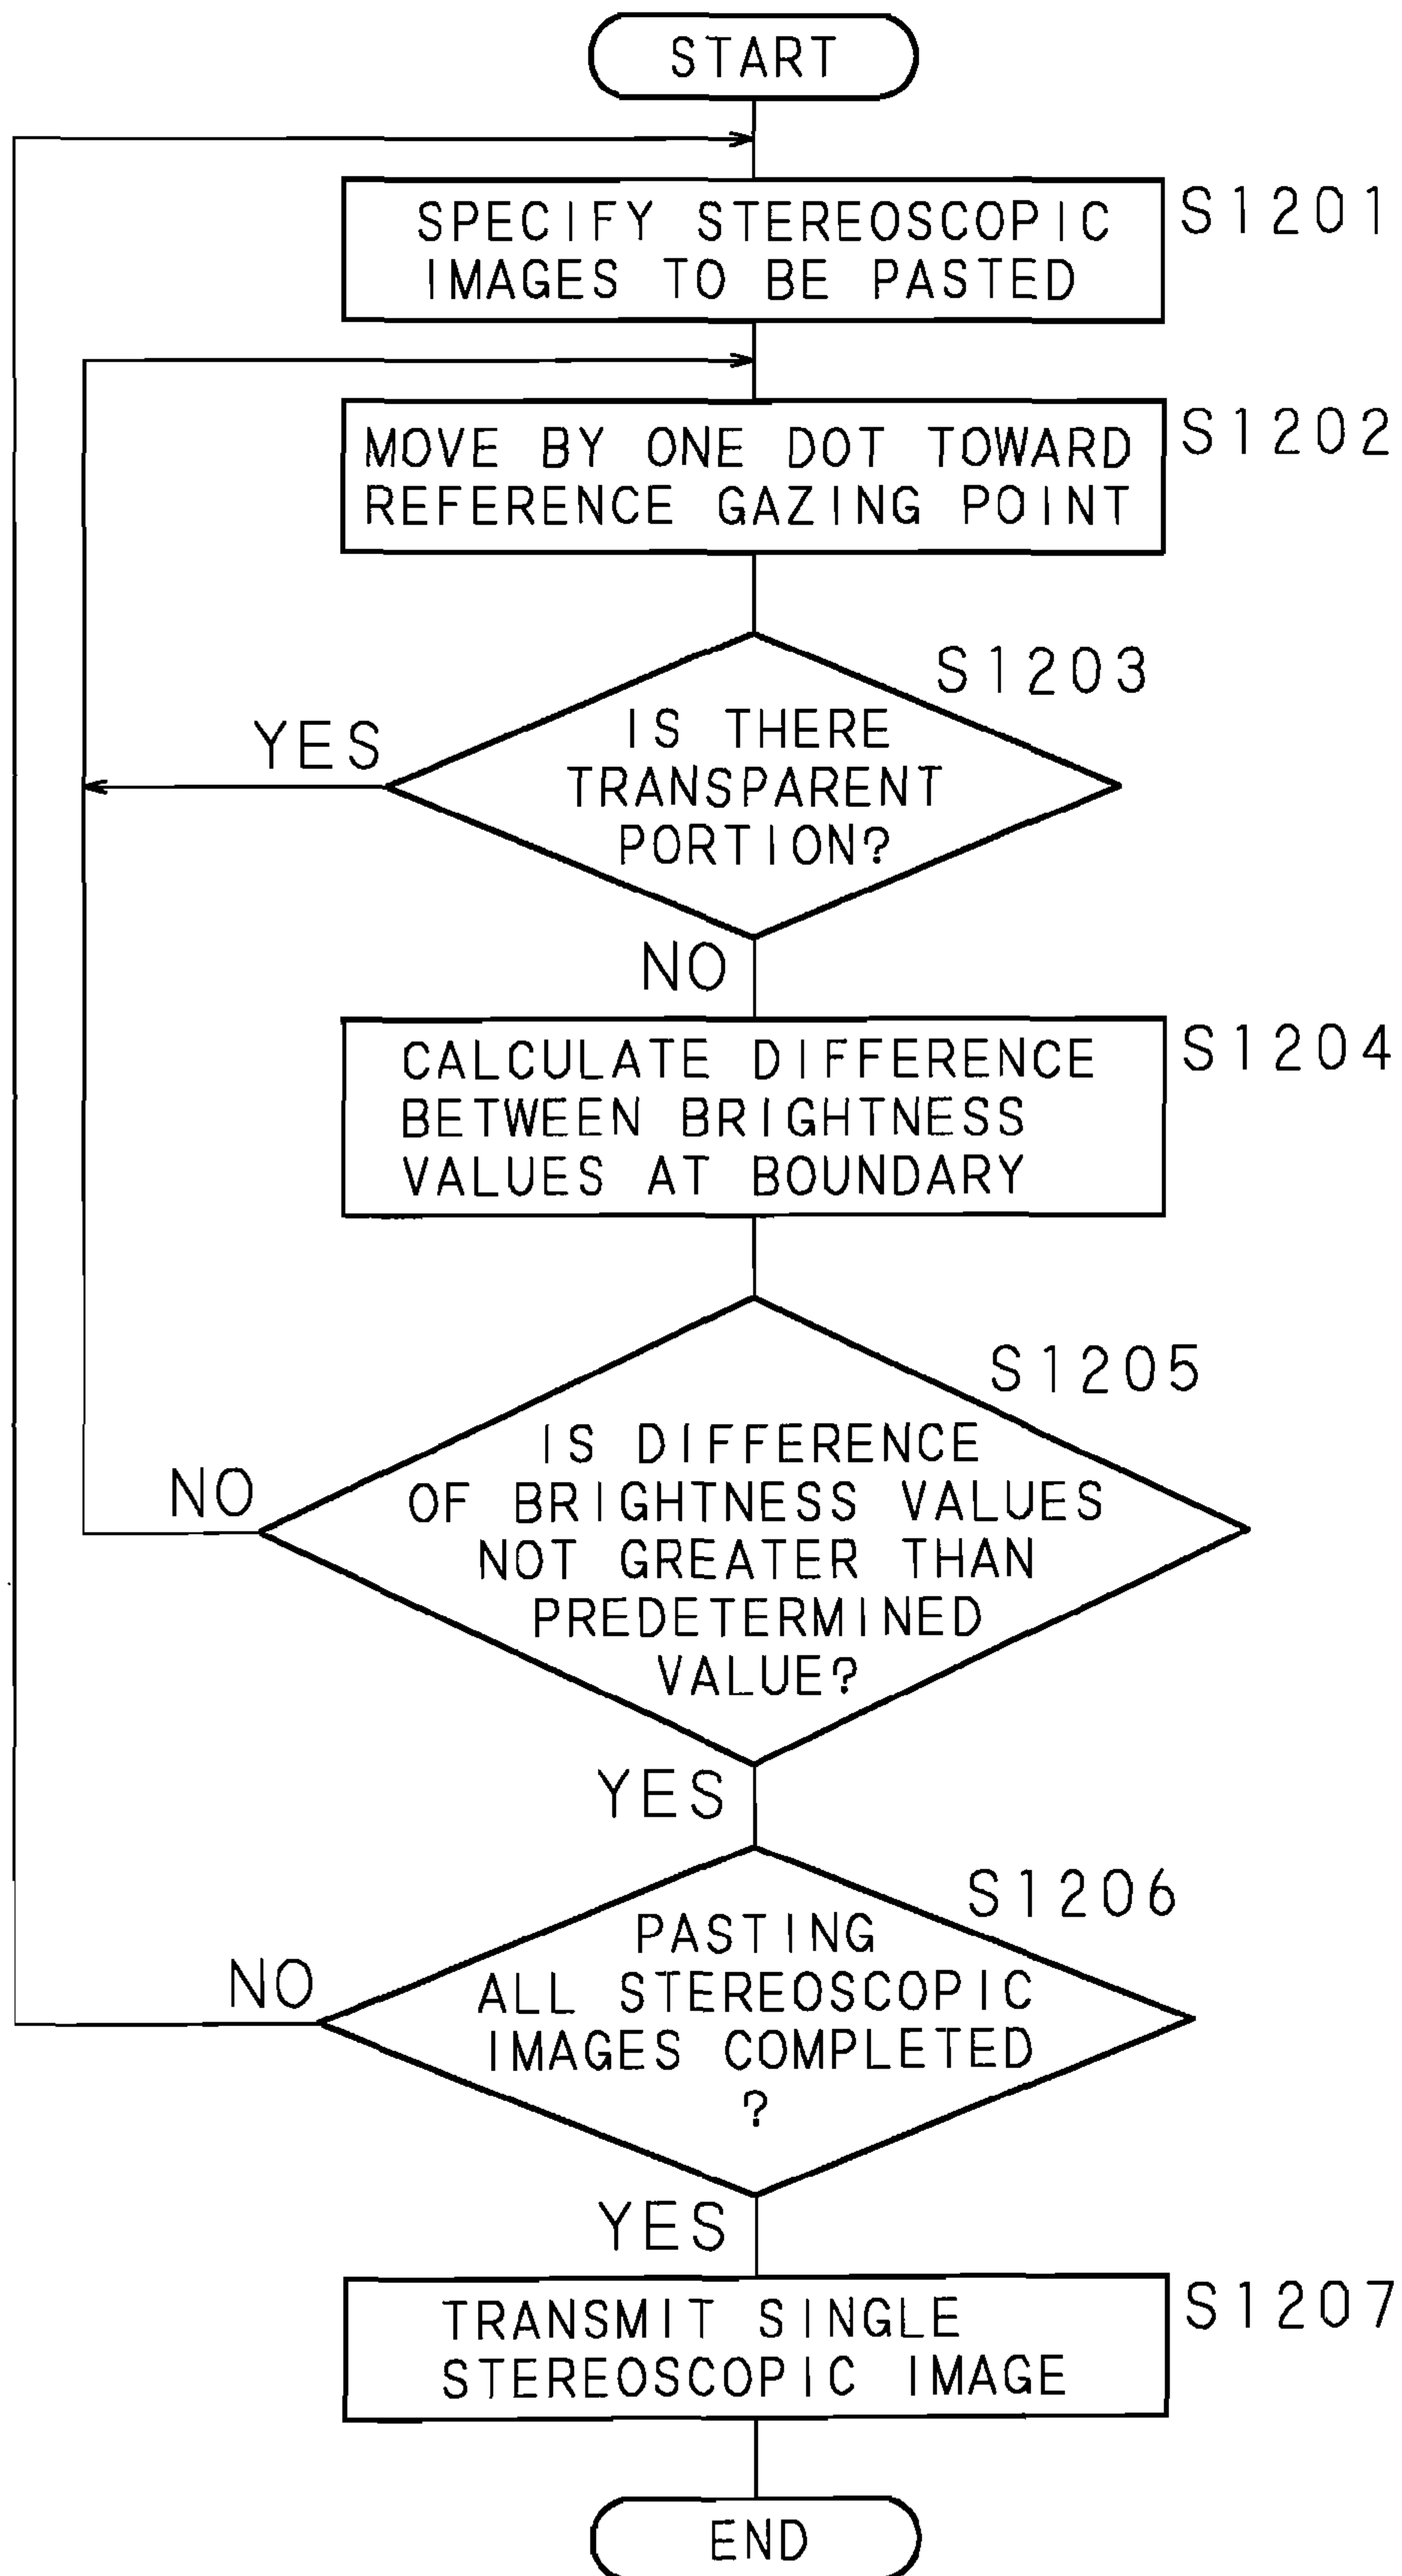 START
SPECIFY STEREOSCOPIC
IMAGES TO BE PASTED
S1201
MOVE BY ONE DOT TOWARD
REFERENCE GAZING POINT
S1202
S1203
IS THERE
TRANSPARENT
PORTION?
YES
NO
CALCULATE DIFFERENCE
BETWEEN BRIGHTNESS
VALUES AT BOUNDARY
S1204
S1205
IS DIFFERENCE
OF BRIGHTNESS VALUES
NOT GREATER THAN
PREDETERMINED
VALUE?
NO
YES
S1206
PASTING
ALL STEREOSCOPIC
IMAGES COMPLETED
?
NO
YES
TRANSMIT SINGLE
STEREOSCOPIC IMAGE
S1207
END